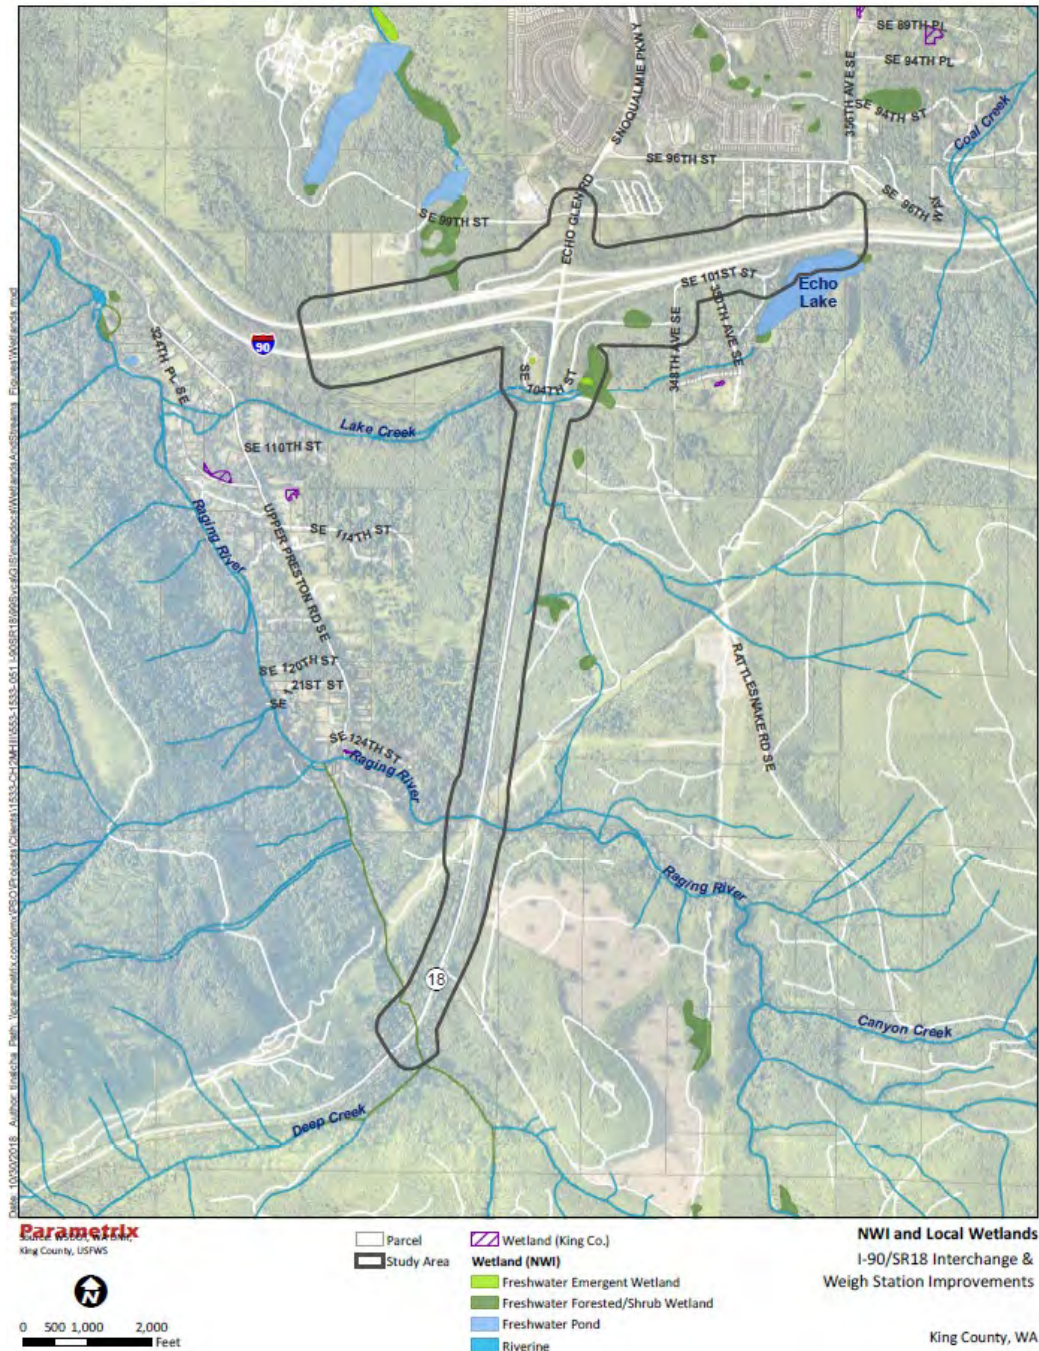 SE 89TH PL
SE 94TH PL
SNOQUALMIE PKWY
356TH AVE SE
SE 94TH ST
Coal Creek
SE 96TH ST
SE 96TH
WAY
SE 99TH ST
ECHO GLEN RD
SE 101ST ST
Echo
Lake
350TH AVE SE
348TH AVE SE
90
324TH PL SE
SE 104TH ST
Lake Creek
SE 110TH ST
Raging River
UPPER PRESTON RD SE
SE 114TH ST
SE 120TH ST
SE 121ST ST
RATTLESNAKE RD SE
SE 124TH ST
Raging River
Raging River
18
Canyon Creek
Deep Creek
Parametrix
King County, USFWS
N
0 500 1,000 2,000
Feet
Parcel
Study Area
Wetland (King Co.)
Wetland (NWI)
Freshwater Emergent Wetland
Freshwater Forested/Shrub Wetland
Freshwater Pond
Riverine
NWI and Local Wetlands
I-90/SR18 Interchange &
Weigh Station Improvements
King County, WA